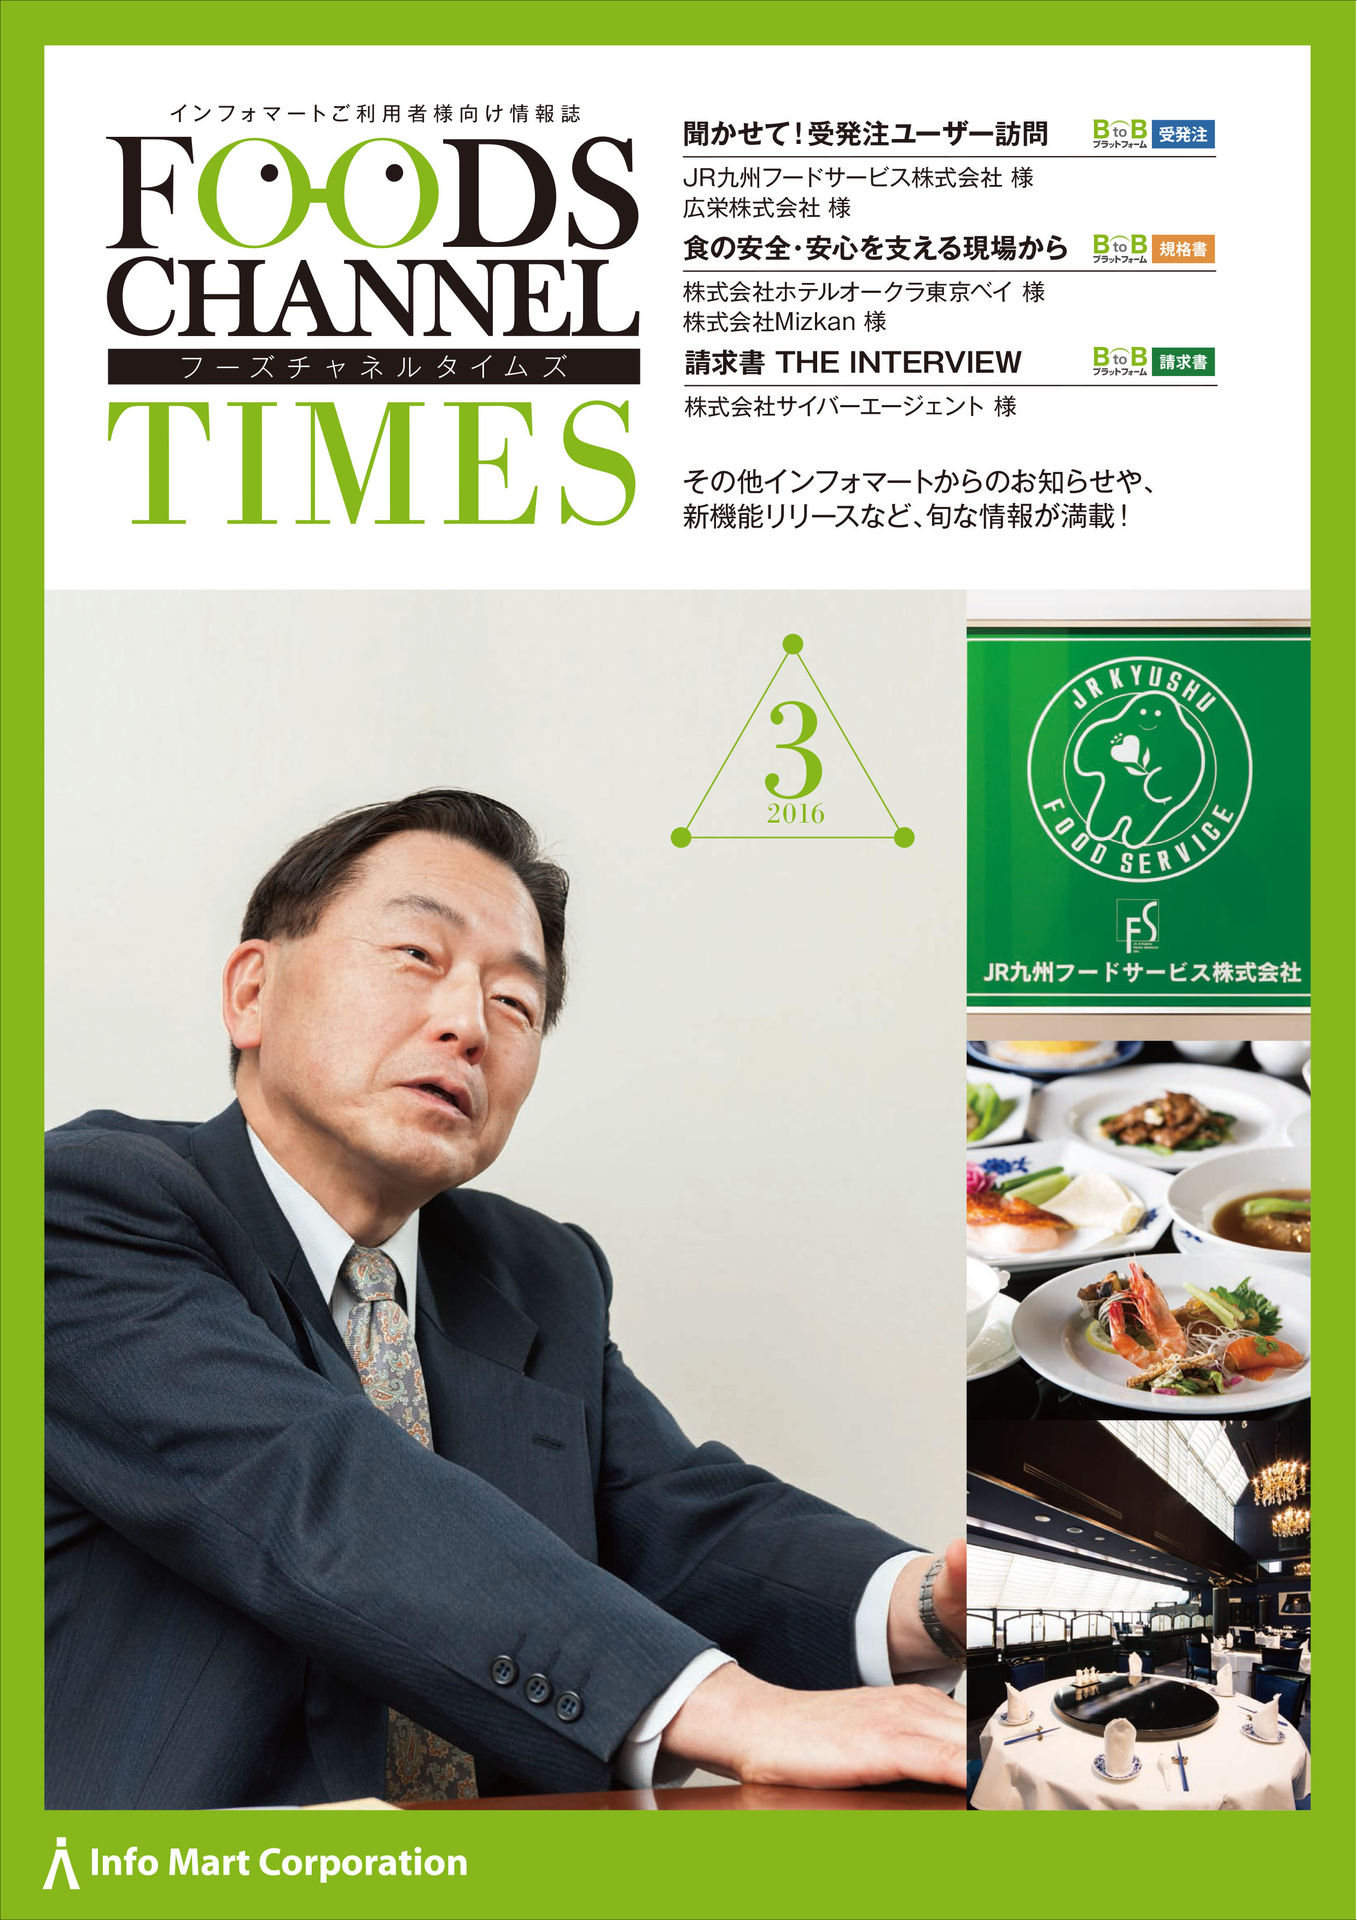 インフォマートご利用者様向け情報誌
FOODS
CHANNEL
フーズチャネルタイムズ
TIMES
聞かせて！受発注ユーザー訪問
BtoB
プラットフォーム
受発注
JR九州フードサービス株式会社 様
広栄株式会社 様
食の安全・安心を支える現場から
BtoB
プラットフォーム
規格書
株式会社ホテルオークラ東京ベイ 様
株式会社Mizkan 様
請求書 THE INTERVIEW
BtoB
プラットフォーム
請求書
株式会社サイバーエージェント 様
その他インフォマートからのお知らせや、
新機能リリースなど、旬な情報が満載！
3
2016
JR KYUSHU
FOOD SERVICE
FS
JR九州フードサービス株式会社
Info Mart Corporation